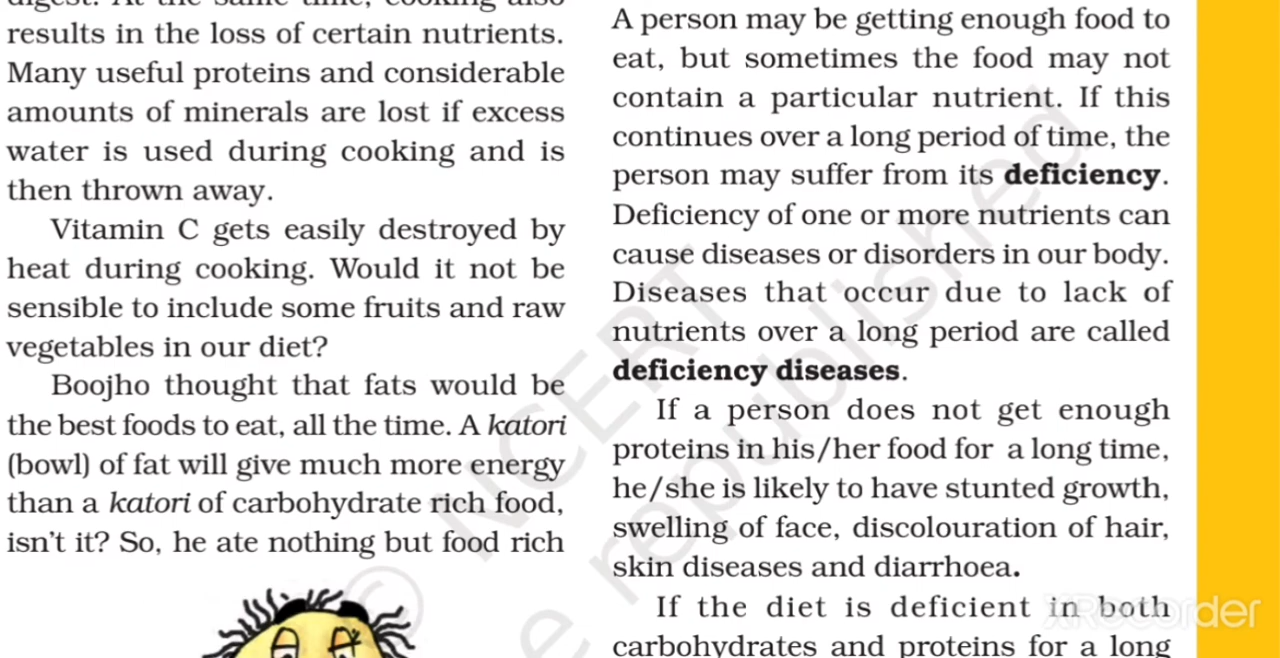 digest. At the same time, cooking also
results in the loss of certain nutrients.
Many useful proteins and considerable
amounts of minerals are lost if excess
water is used during cooking and is
then thrown away.
Vitamin C gets easily destroyed by
heat during cooking. Would it not be
sensible to include some fruits and raw
vegetables in our diet?
Boojho thought that fats would be
the best foods to eat, all the time. A katori
(bowl) of fat will give much more energy
than a katori of carbohydrate rich food,
isn't it? So, he ate nothing but food rich
A person may be getting enough food to
eat, but sometimes the food may not
contain a particular nutrient. If this
continues over a long period of time, the
person may suffer from its deficiency.
Deficiency of one or more nutrients can
cause diseases or disorders in our body.
Diseases that occur due to lack of
nutrients over a long period are called
deficiency diseases.
If a person does not get enough
proteins in his/her food for a long time,
he/she is likely to have stunted growth,
swelling of face, discolouration of hair,
skin diseases and diarrhoea.
If the diet is deficient in both
carbohydrates and proteins for a long
© NCERT
e republished
XRecorder